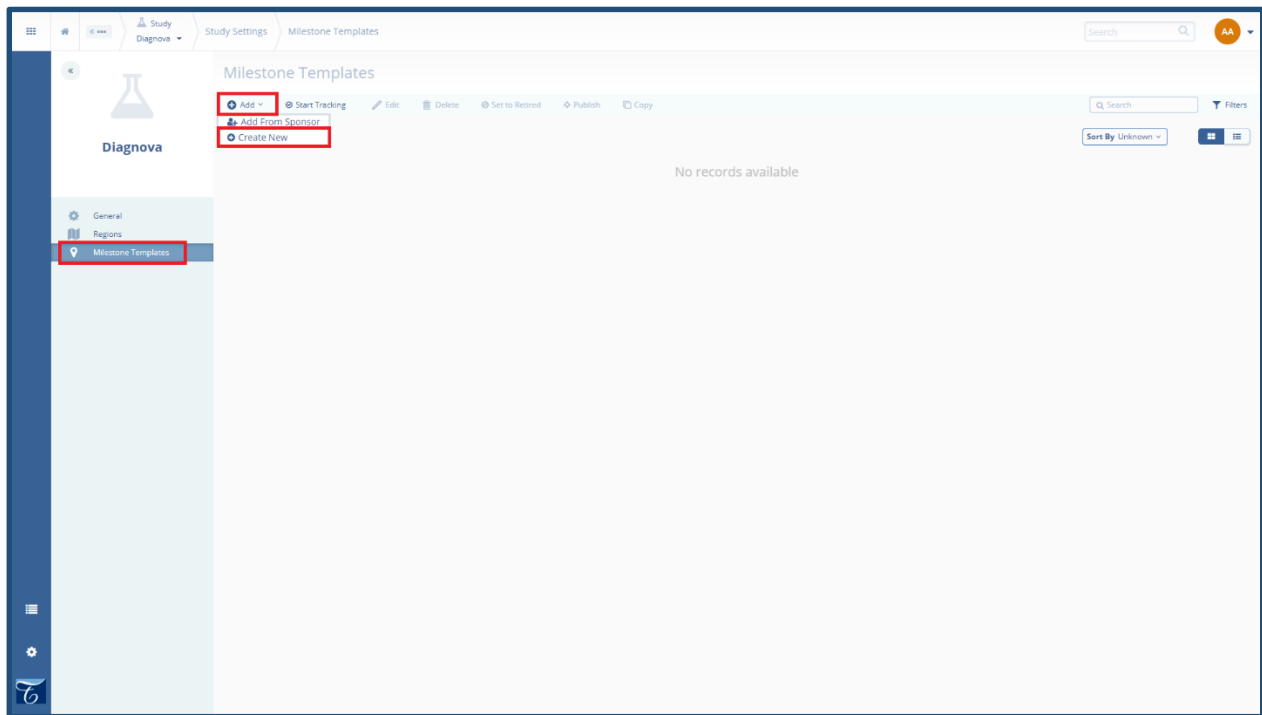 Study
Diagnova
Study Settings
Milestone Templates
Search
AA
Milestone Templates
Add
Start Tracking
Edit
Delete
Set to Retired
Publish
Copy
Search
Filters
Add From Sponsor
Create New
Sort By Unknown
No records available
Diagnova
General
Regions
Milestone Templates